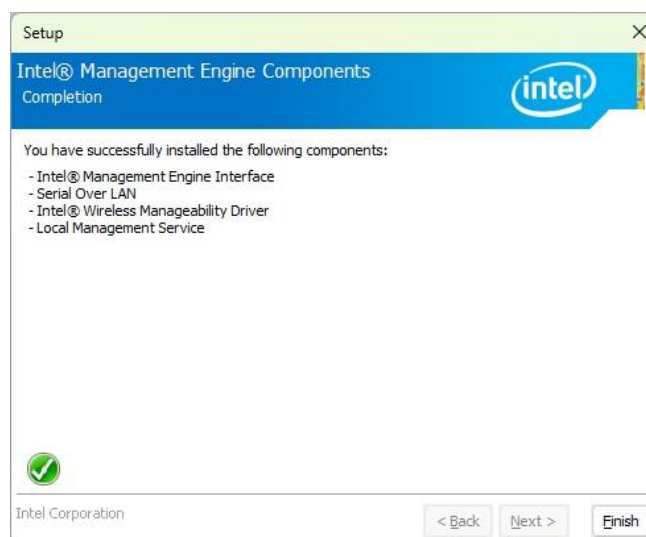 Setup
Intel® Management Engine Components
Completion
intel
You have successfully installed the following components:
- Intel® Management Engine Interface
- Serial Over LAN
- Intel® Wireless Manageability Driver
- Local Management Service
Intel Corporation
< Back
Next >
Finish